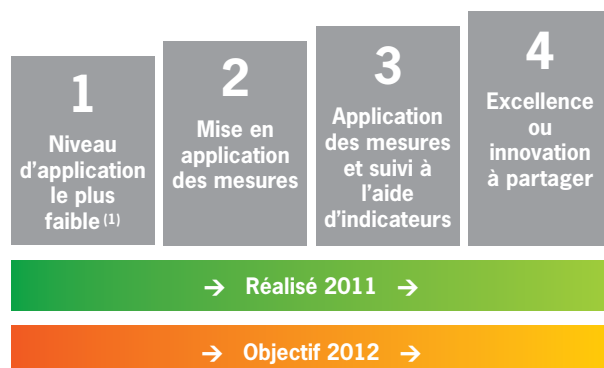 1
Niveau
d'application
le plus
faible (1)
2
Mise en
application
des mesures
3
Application
des mesures
et suivi à
l'aide
d'indicateurs
4
Excellence
ou
innovation
à partager
→ Réalisé 2011 →
→ Objectif 2012 →